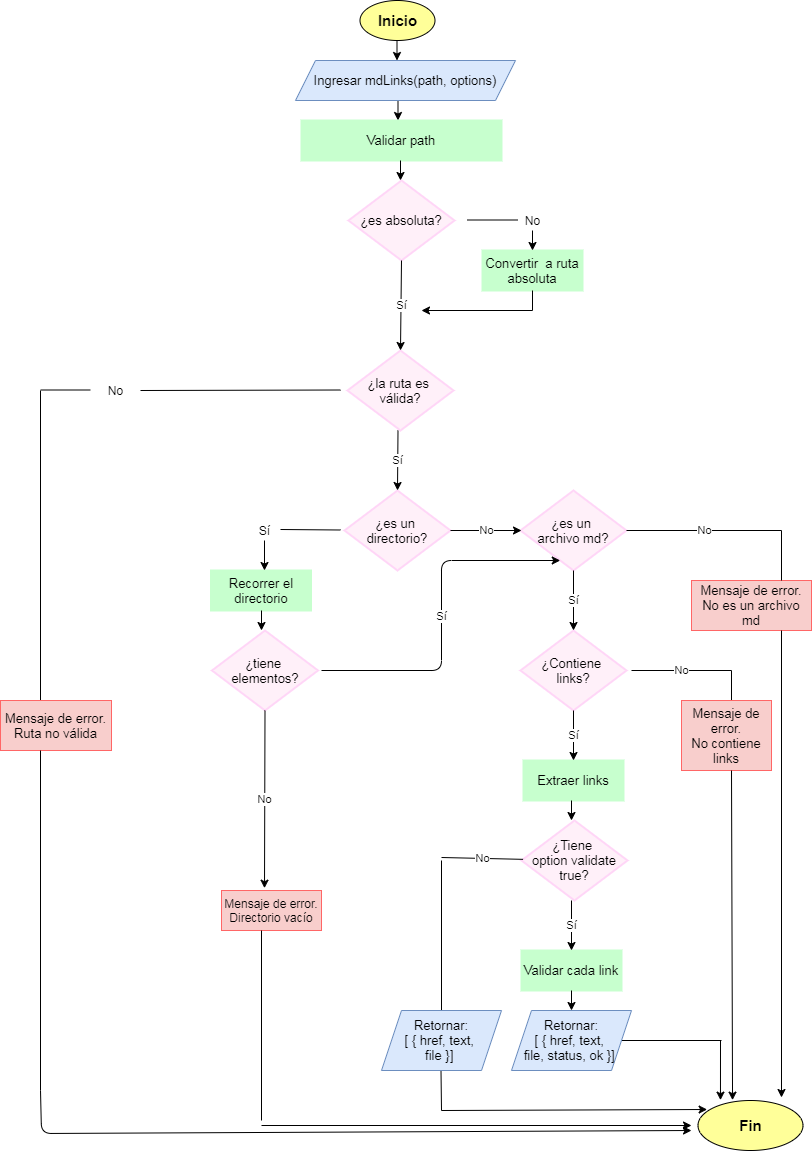 Inicio
Ingresar mdLinks(path, options)
Validar path
¿es absoluta?
No
Convertir a ruta
absoluta
Sí
¿la ruta es
válida?
No
Sí
¿es un
directorio?
No
¿es un
archivo md?
No
Sí
Recorrer el
directorio
Mensaje de error.
No es un archivo
md
Sí
Sí
¿tiene
elementos?
¿Contiene
links?
No
Mensaje de error.
Ruta no válida
Mensaje de
error.
No contiene
links
Sí
Extraer links
No
¿Tiene
option validate
true?
No
Mensaje de error.
Directorio vacío
Sí
Validar cada link
Retornar:
[ { href, text,
file }]
Retornar:
[ { href, text,
file, status, ok }]
Fin